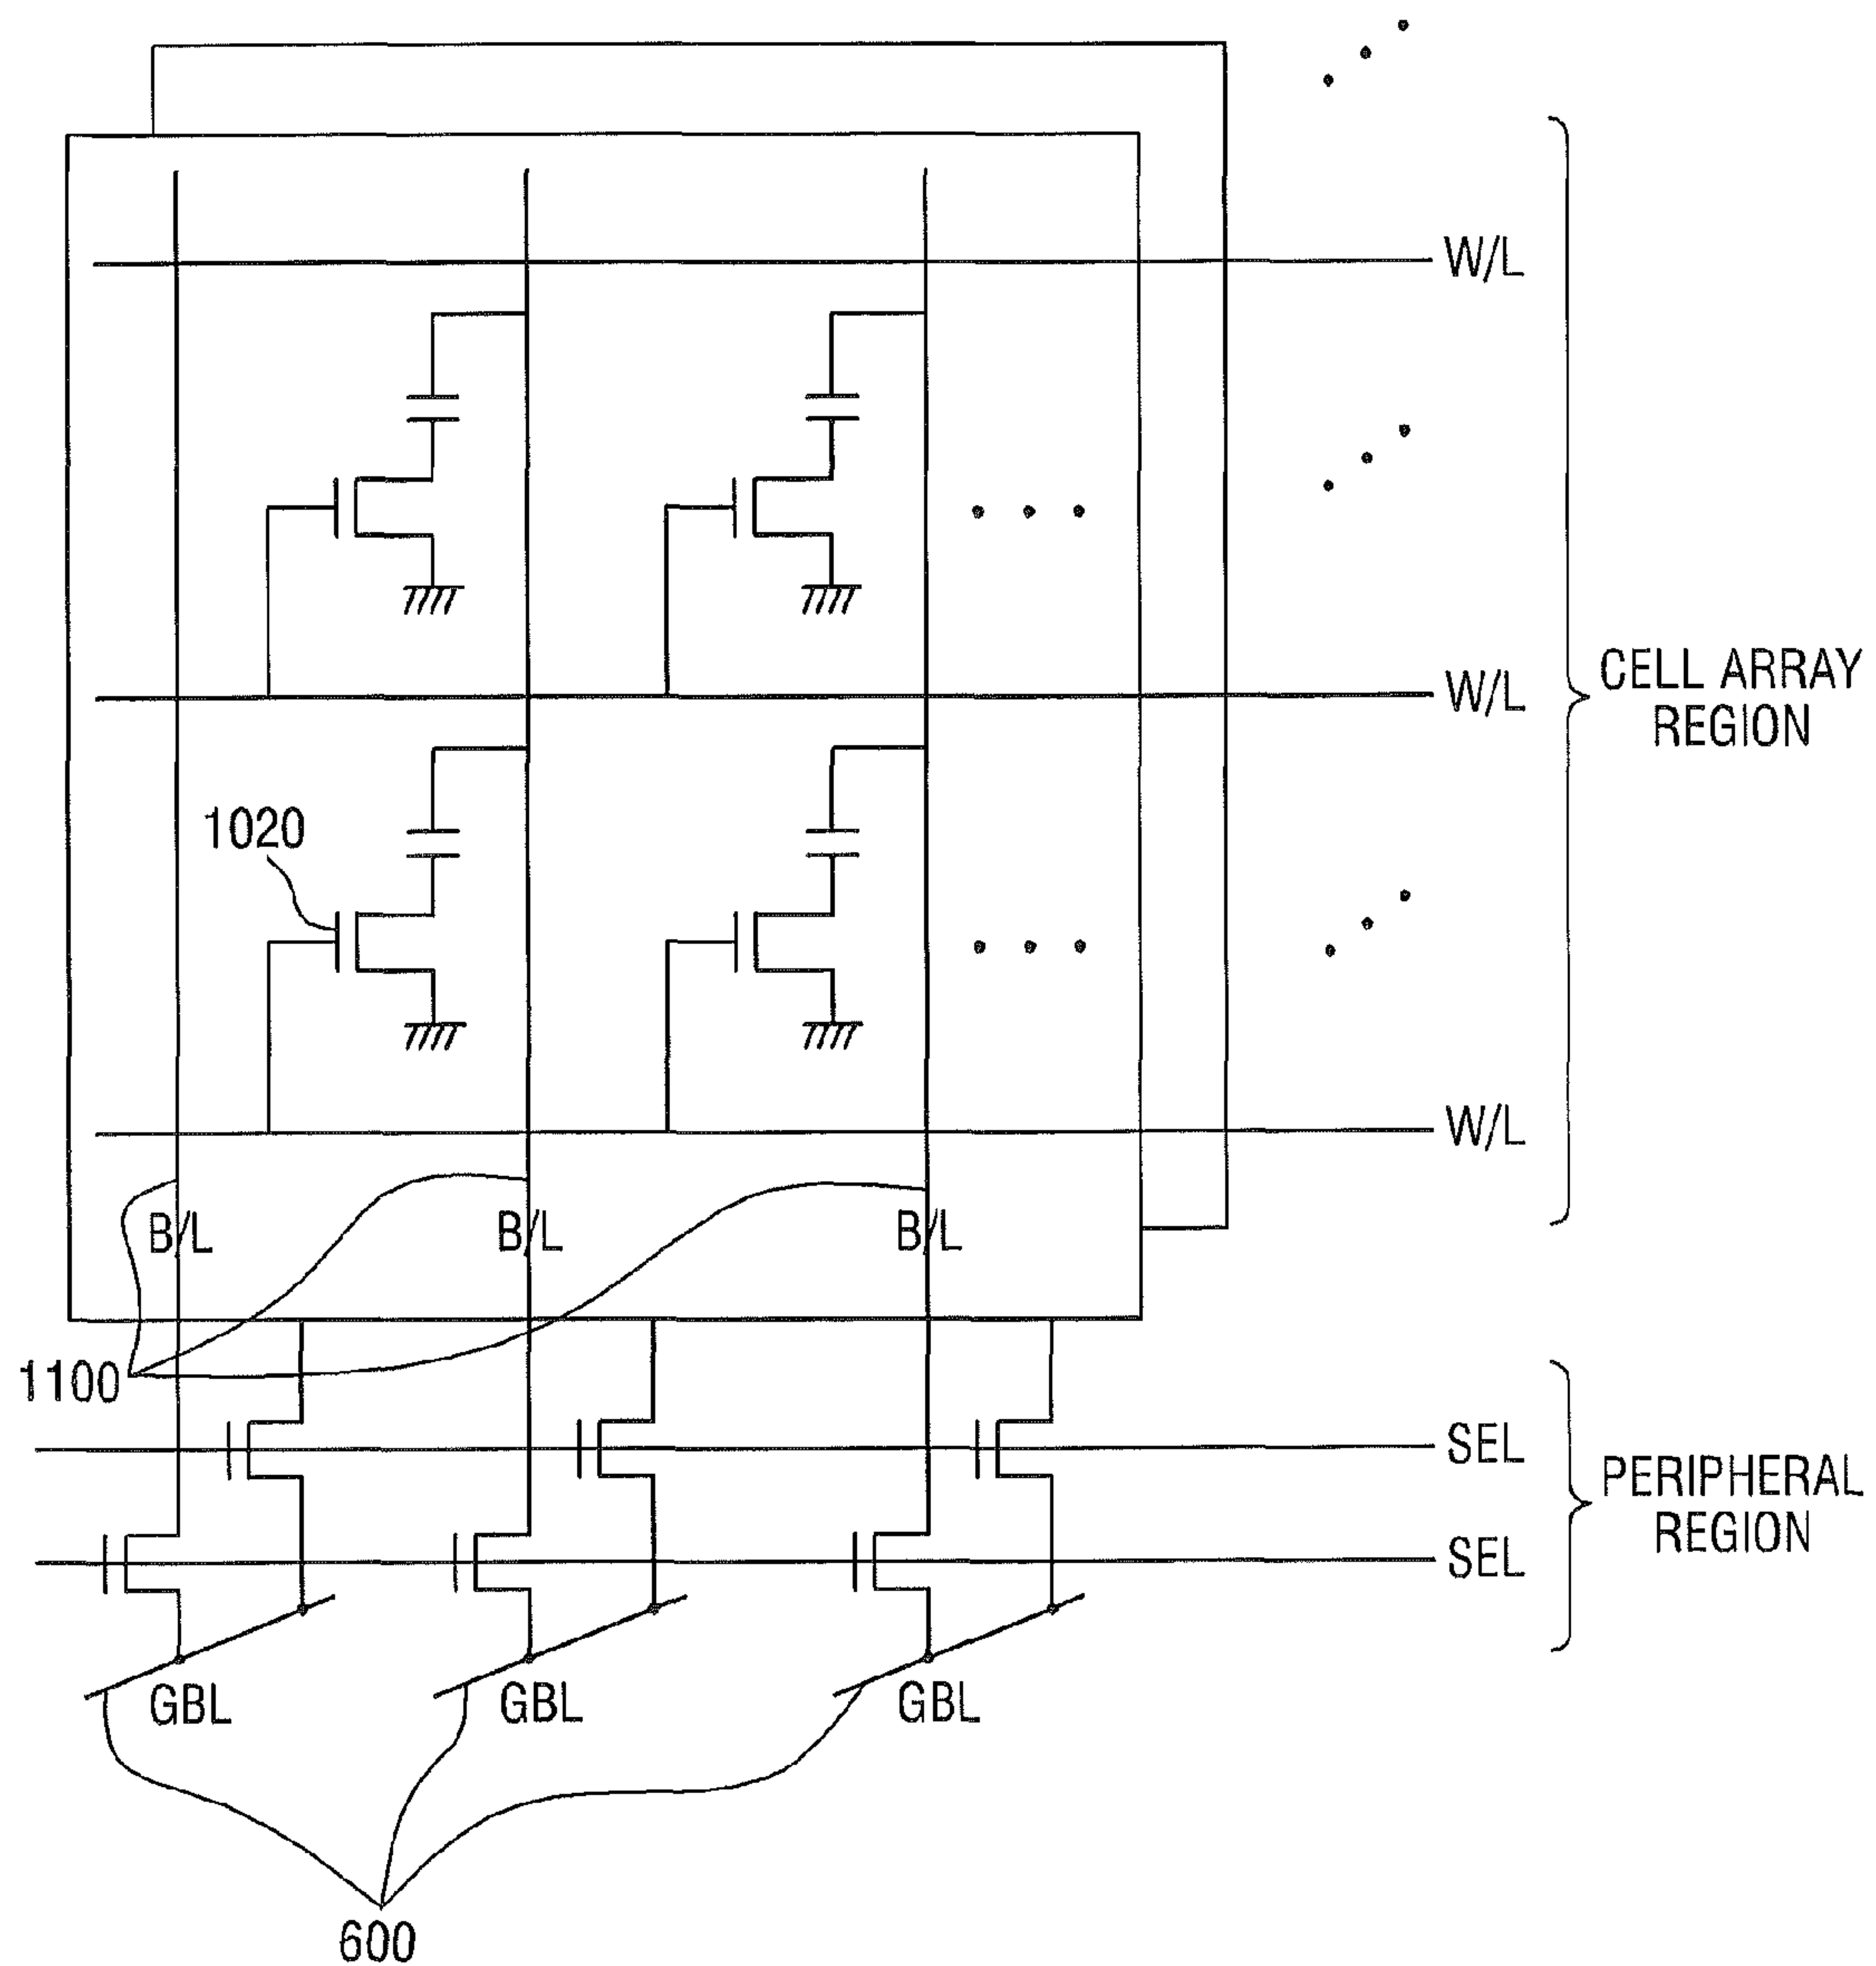 W/L
CELL ARRAY
REGION
W/L
1020
W/L
B/L B/L B/L
1100
SEL
PERIPHERAL
REGION
SEL
GBL GBL GBL
600